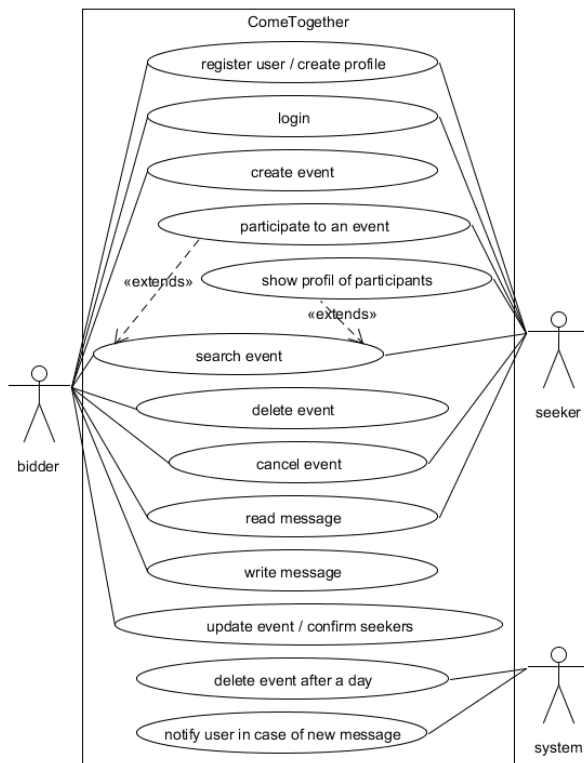 ComeTogether
register user / create profile
login
create event
participate to an event
«extends»
show profil of participants
«extends»
search event
bidder
seeker
delete event
cancel event
read message
write message
update event / confirm seekers
delete event after a day
notify user in case of new message
system